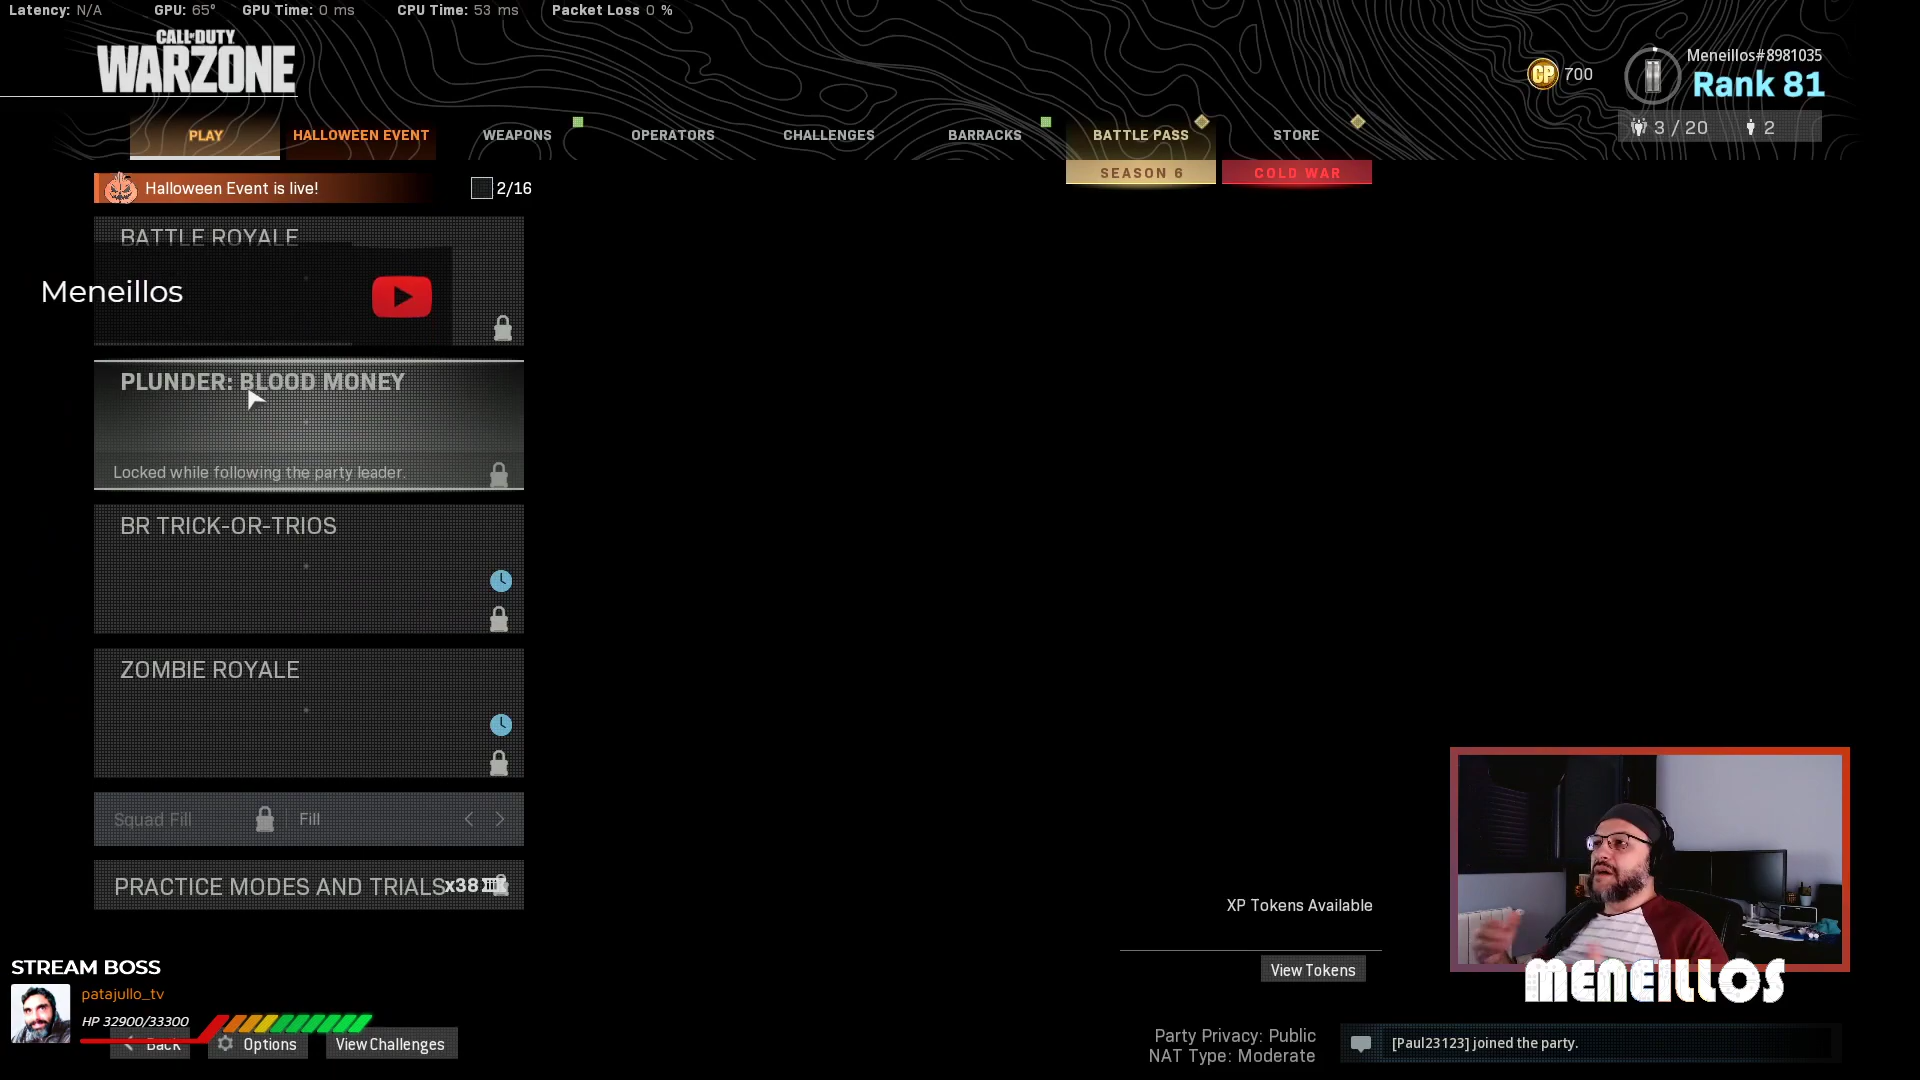 Latency: N/A GPU: 65° GPU Time: 0 ms CPU Time: 53 ms Packet Loss 0 %
CALL OF DUTY
WARZONE
CP 700
Meneillos#8981035
Rank 81
3 / 20 2
PLAY HALLOWEEN EVENT WEAPONS OPERATORS CHALLENGES BARRACKS BATTLE PASS STORE
SEASON 6 COLD WAR
Halloween Event is live! 2/16
BATTLE ROYALE
Meneillos
PLUNDER: BLOOD MONEY
Locked while following the party leader.
BR TRICK-OR-TRIOS
ZOMBIE ROYALE
Squad Fill Fill
PRACTICE MODES AND TRIALS x38
XP Tokens Available
View Tokens
STREAM BOSS
patajullo_tv
HP 32900/33300
Back Options View Challenges
MENEILLOS
Party Privacy: Public
NAT Type: Moderate
[Paul23123] joined the party.